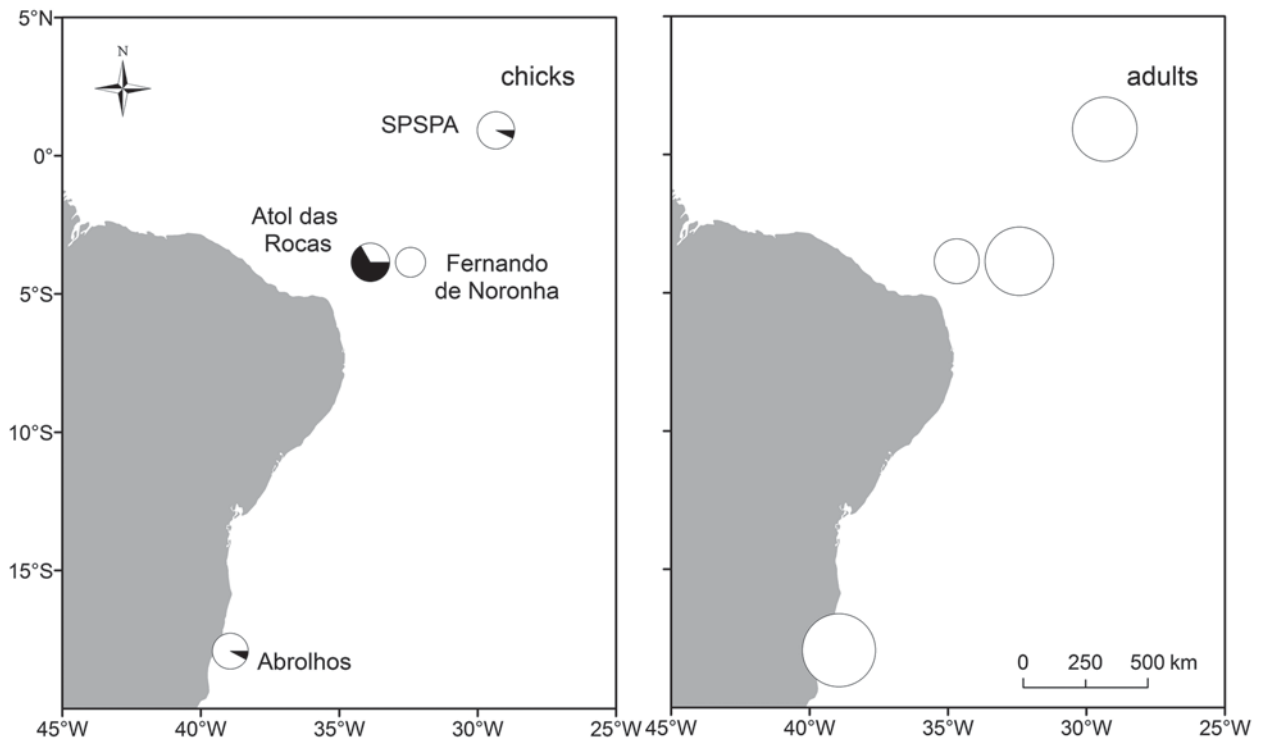 5°N
N
chicks
adults
SPSPA
0°
Atol das
Rocas
Fernando
de Noronha
5°S
10°S
15°S
Abrolhos
0 250 500 km
45°W 40°W 35°W 30°W 25°W 45°W 40°W 35°W 30°W 25°W